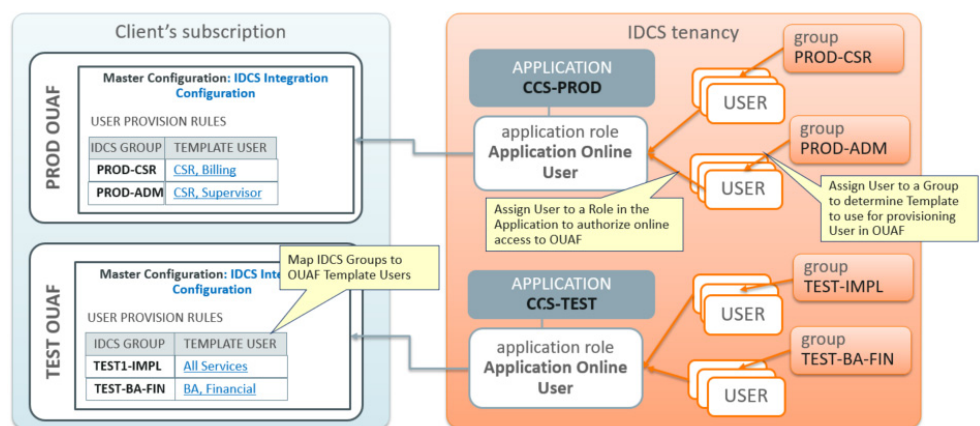 Client's subscription
PROD OUAF
Master Configuration: IDCS Integration
Configuration
USER PROVISION RULES
IDCS GROUP TEMPLATE USER
PROD-CSR CSR, Billing
PROD-ADM CSR, Supervisor
TEST OUAF
Map IDCS Groups to
OUAF Template Users
Master Configuration: IDCS Inte
Configuration
USER PROVISION RULES
IDCS GROUP TEMPLATE USER
TEST1-IMPL All Services
TEST-BA-FIN BA, Financial
IDCS tenancy
APPLICATION
CCS-PROD
application role
Application Online
User
USER
group
PROD-CSR
USER
group
PROD-ADM
Assign User to a Role in the
Application to authorize online
access to OUAF
Assign User to a Group
to determine Template
to use for provisioning
User in OUAF
APPLICATION
CCS-TEST
application role
Application Online
User
USER
group
TEST-IMPL
USER
group
TEST-BA-FIN